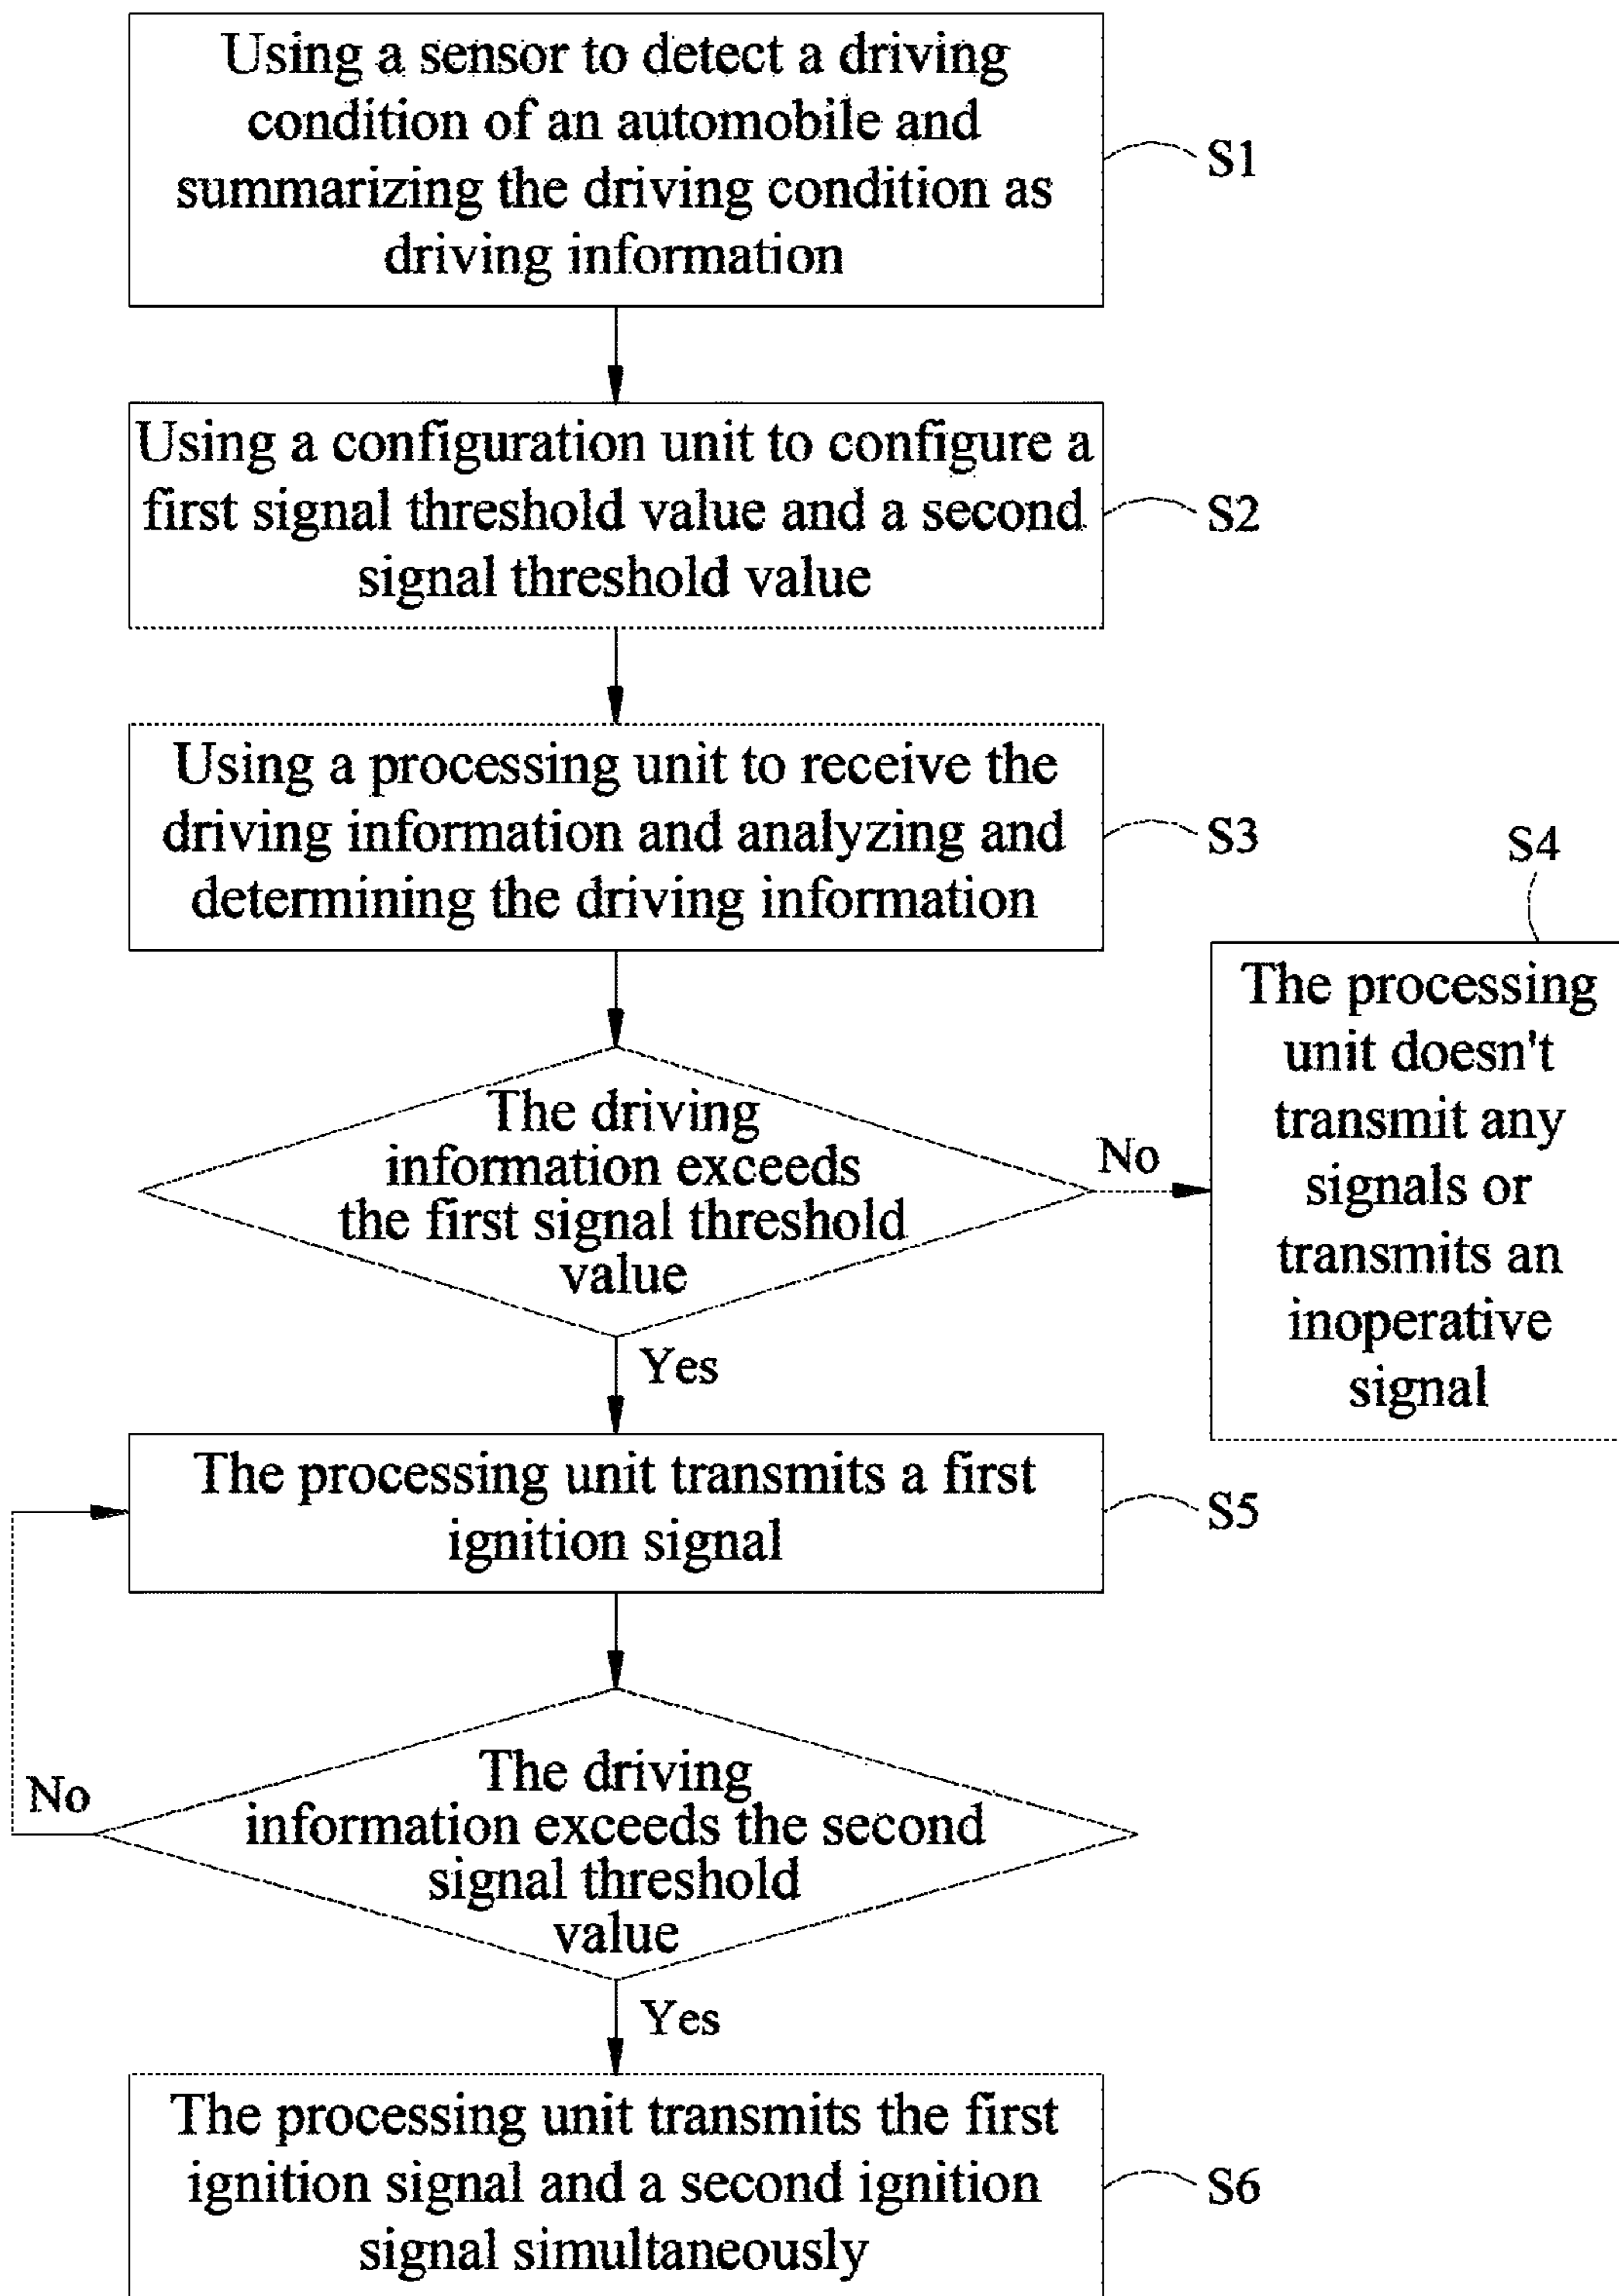 Using a sensor to detect a driving
condition of an automobile and
summarizing the driving condition as
driving information
S1
Using a configuration unit to configure a
first signal threshold value and a second
signal threshold value
S2
Using a processing unit to receive the
driving information and analyzing and
determining the driving information
S3
S4
The processing
unit doesn't
transmit any
signals or
transmits an
inoperative
signal
The driving
information exceeds
the first signal threshold
value
No
Yes
The processing unit transmits a first
ignition signal
S5
The driving
information exceeds the second
signal threshold
value
No
Yes
The processing unit transmits the first
ignition signal and a second ignition
signal simultaneously
S6